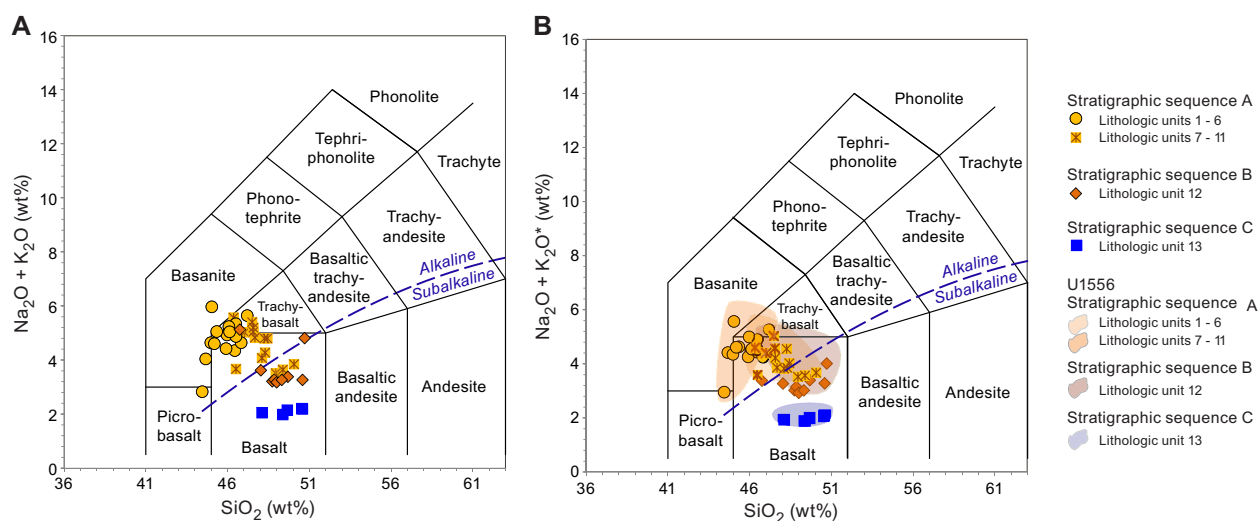 A
16
14
12
10
8
6
4
2
0
36
41
46
51
56
61
Na₂O + K₂O (wt%)
SiO₂ (wt%)
Phonolite
Tephri-
phonolite
Trachyte
Phono-
tephrite
Trachy-
andesite
Basanite
Basaltic
trachy-
andesite
Alkaline
Subalkaline
Trachy-
basalt
Picro-
basalt
Basalt
Basaltic
andesite
Andesite
B
16
14
12
10
8
6
4
2
0
36
41
46
51
56
61
Na₂O + K₂O* (wt%)
SiO₂ (wt%)
Phonolite
Tephri-
phonolite
Trachyte
Phono-
tephrite
Trachy-
andesite
Basanite
Basaltic
trachy-
andesite
Alkaline
Subalkaline
Trachy-
basalt
Picro-
basalt
Basalt
Basaltic
andesite
Andesite
Stratigraphic sequence A
Lithologic units 1 - 6
Lithologic units 7 - 11
Stratigraphic sequence B
Lithologic unit 12
Stratigraphic sequence C
Lithologic unit 13
U1556
Stratigraphic sequence A
Lithologic units 1 - 6
Lithologic units 7 - 11
Stratigraphic sequence B
Lithologic unit 12
Stratigraphic sequence C
Lithologic unit 13